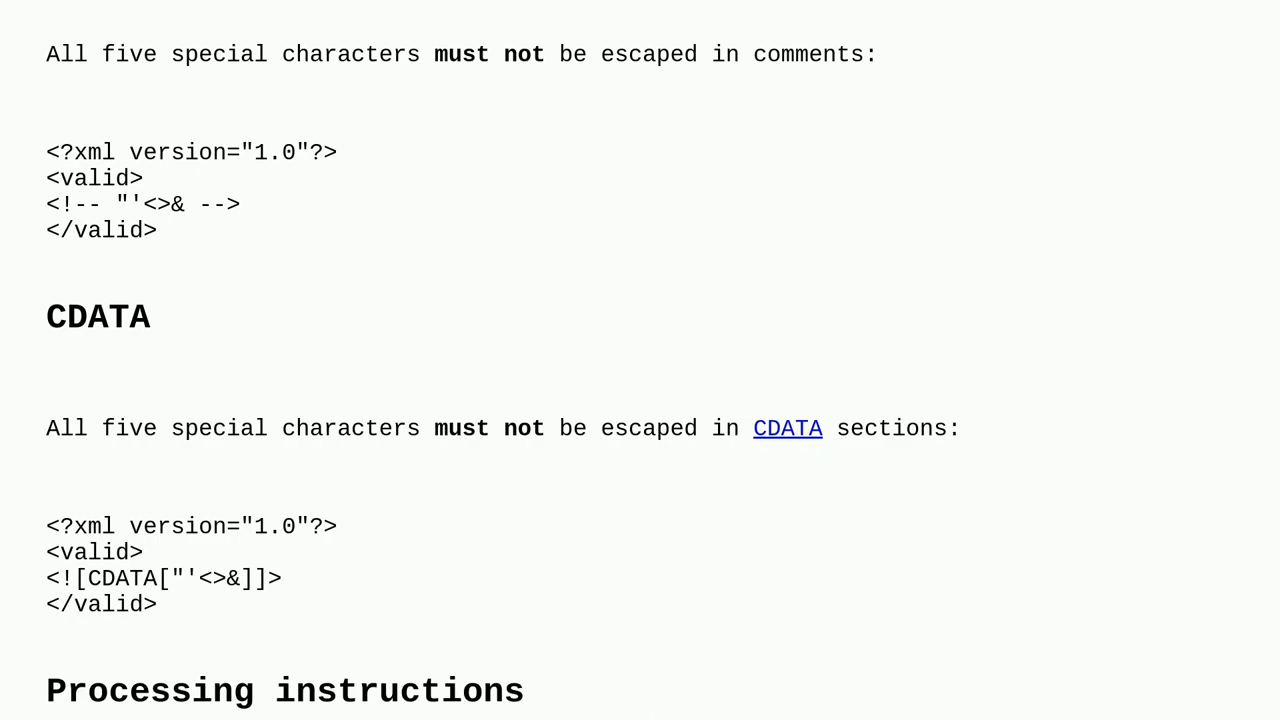 All five special characters must not be escaped in comments:
<?xml version="1.0"?>
<valid>
<!-- "'<>& -->
</valid>
CDATA
All five special characters must not be escaped in CDATA sections:
<?xml version="1.0"?>
<valid>
<![CDATA["'<>&]]>
</valid>
Processing instructions